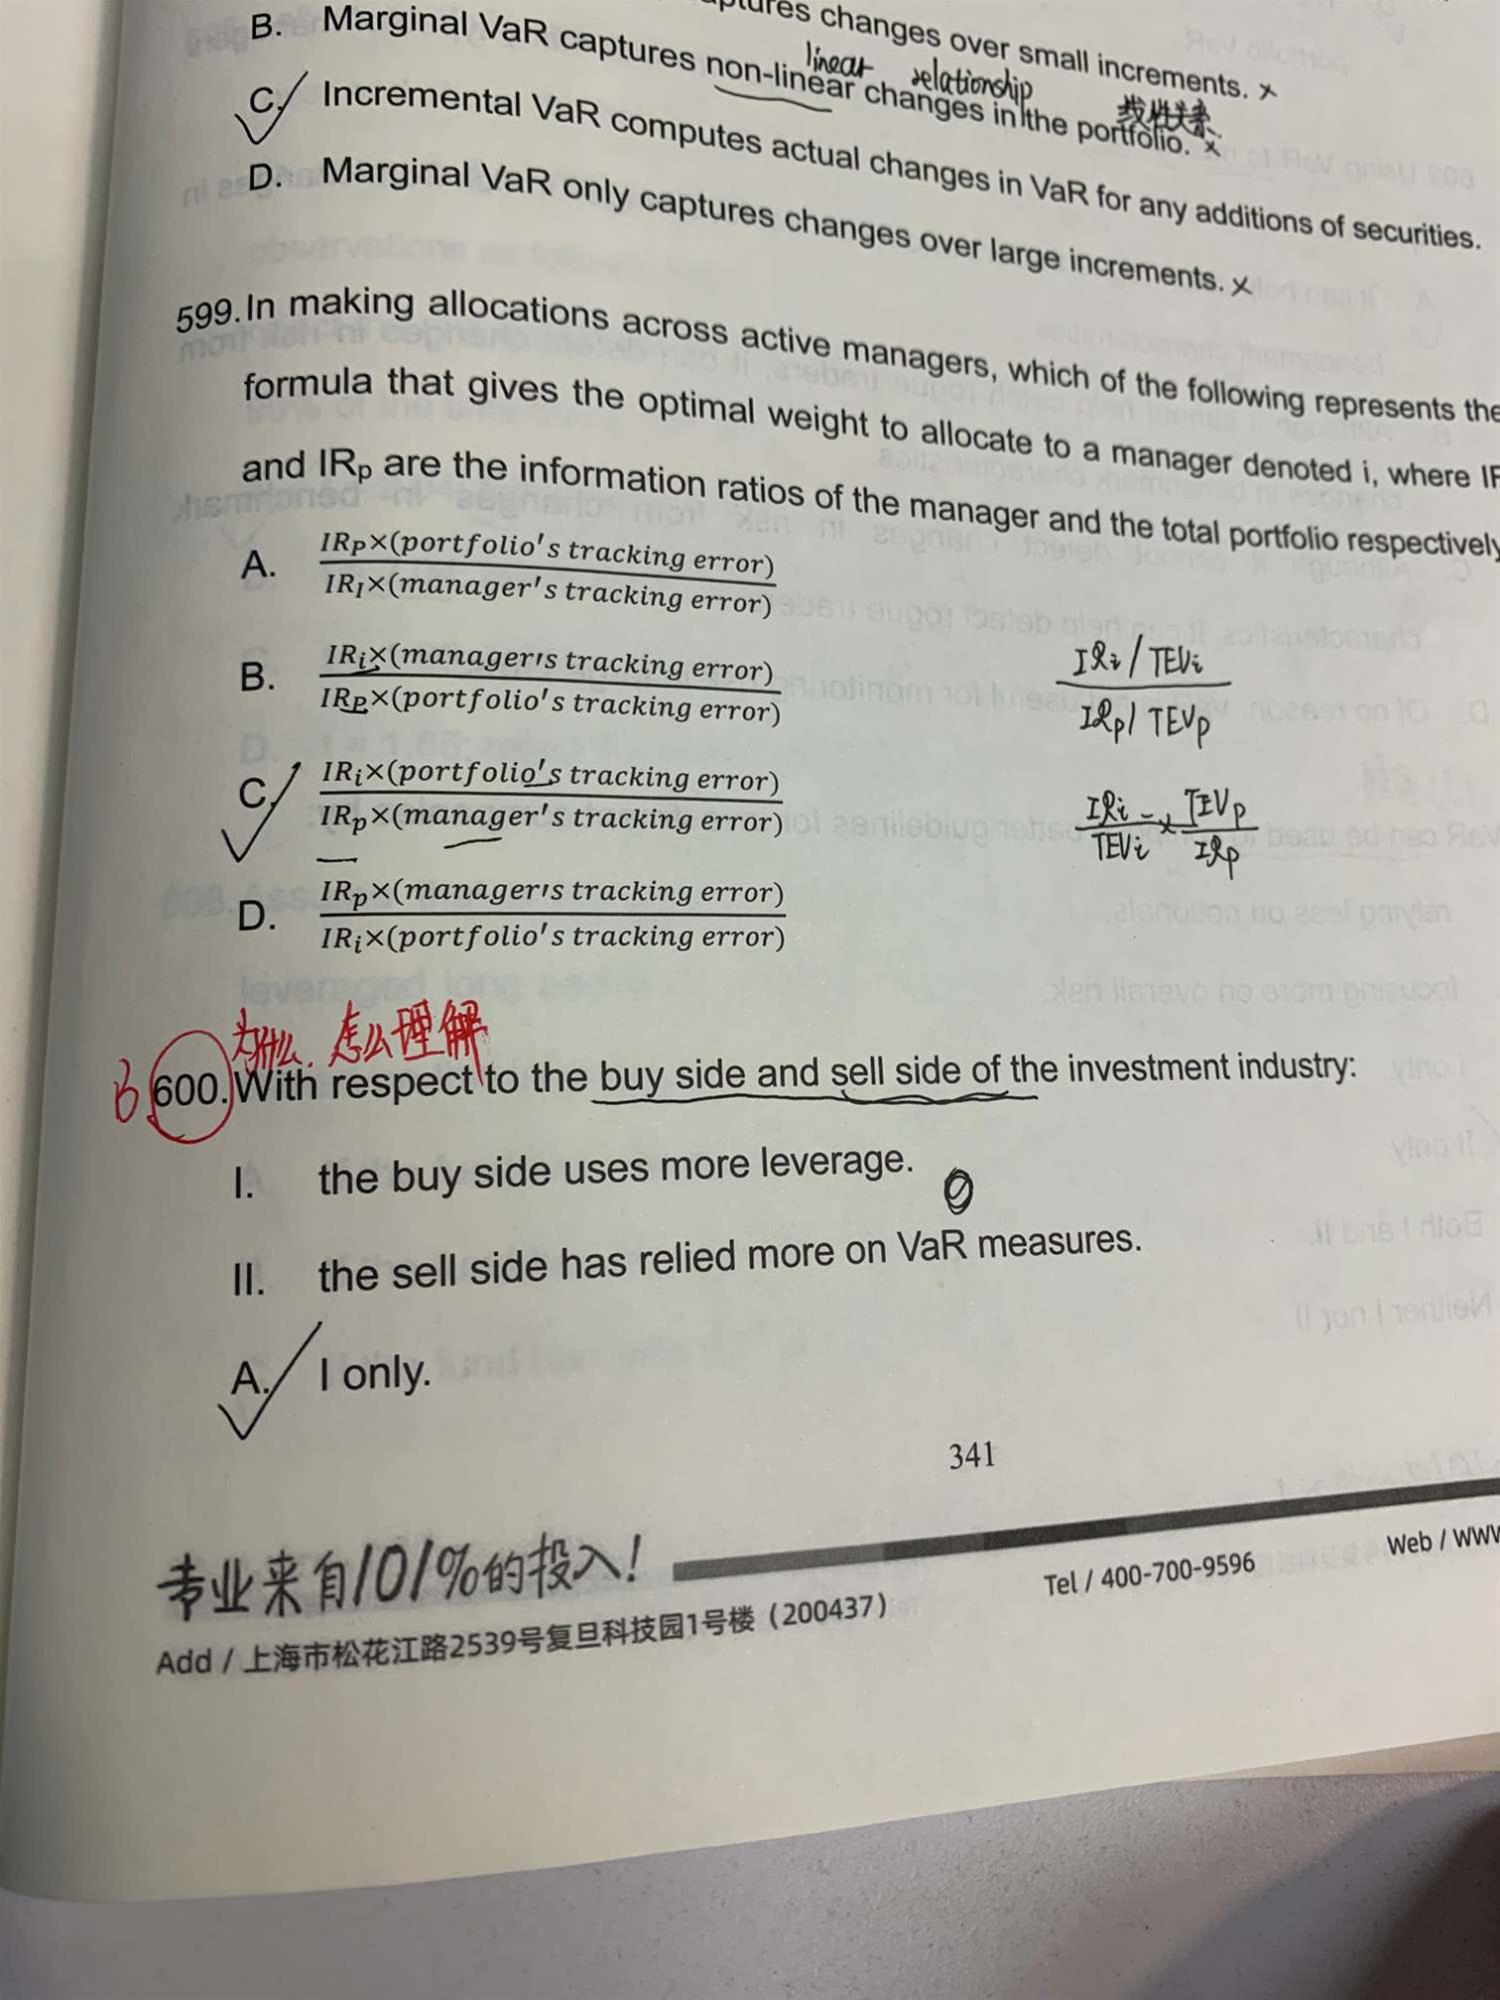 ptures changes over small increments. ×
B. Marginal VaR captures non-linear changes in the portfolio. ×
linear relationship
线性关系
C. Incremental VaR computes actual changes in VaR for any additions of securities.
D. Marginal VaR only captures changes over large increments. ×
599. In making allocations across active managers, which of the following represents the
formula that gives the optimal weight to allocate to a manager denoted i, where IR
and IRp are the information ratios of the manager and the total portfolio respectively
A. IRP×(portfolio's tracking error)
IRI×(manager's tracking error)
B. IRi×(manager′s tracking error)
IRP×(portfolio's tracking error)
IRi / TEVi
IRp / TEVp
C. IRi×(portfolio's tracking error)
IRp×(manager's tracking error)
IRi × TEVp
TEVi IRp
D. IRp×(manager′s tracking error)
IRi×(portfolio's tracking error)
为什么. 怎么理解
B 600. With respect to the buy side and sell side of the investment industry:
I. the buy side uses more leverage.
II. the sell side has relied more on VaR measures.
A. I only.
341
专业来自101%的投入!
Add / 上海市松花江路2539号复旦科技园1号楼（200437）
Tel / 400-700-9596
Web / WWW